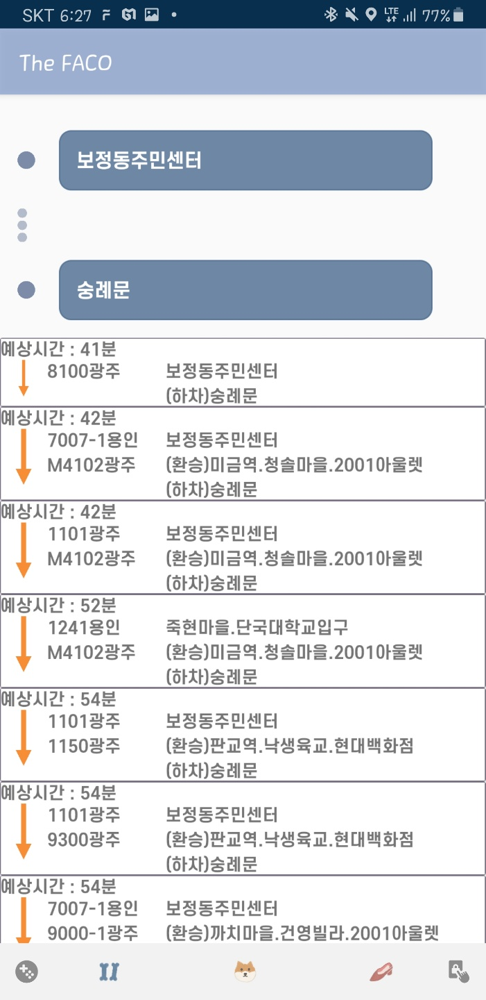 SKT 6:27 LTE 77%
The FACO
보정동주민센터
숭례문
예상시간 : 41분
8100광주 보정동주민센터
(하차)숭례문
예상시간 : 42분
7007-1용인 보정동주민센터
M4102광주 (환승)미금역.청솔마을.2001아울렛
(하차)숭례문
예상시간 : 42분
1101광주 보정동주민센터
M4102광주 (환승)미금역.청솔마을.2001아울렛
(하차)숭례문
예상시간 : 52분
1241용인 죽현마을.단국대학교입구
M4102광주 (환승)미금역.청솔마을.2001아울렛
(하차)숭례문
예상시간 : 54분
1101광주 보정동주민센터
1150광주 (환승)판교역.낙생육교.현대백화점
(하차)숭례문
예상시간 : 54분
1101광주 보정동주민센터
9300광주 (환승)판교역.낙생육교.현대백화점
(하차)숭례문
예상시간 : 54분
7007-1용인 보정동주민센터
9000-1광주 (환승)까치마을.건영빌라.2001아울렛